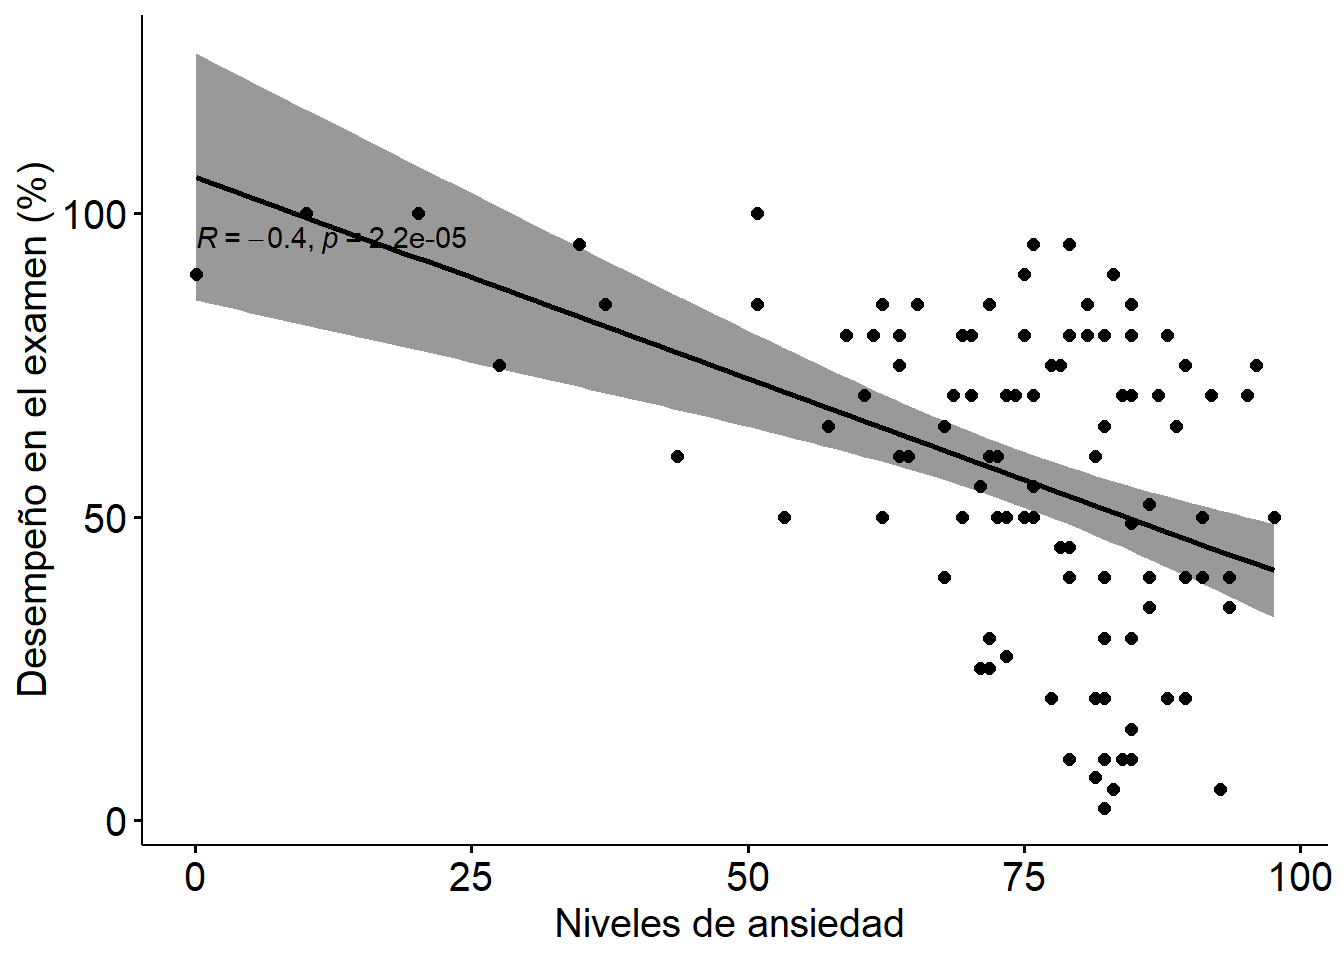 Desempeño en el examen (%)
100
50
0
R = −0.4, p = 2.2e-05
0 25 50 75 100
Niveles de ansiedad